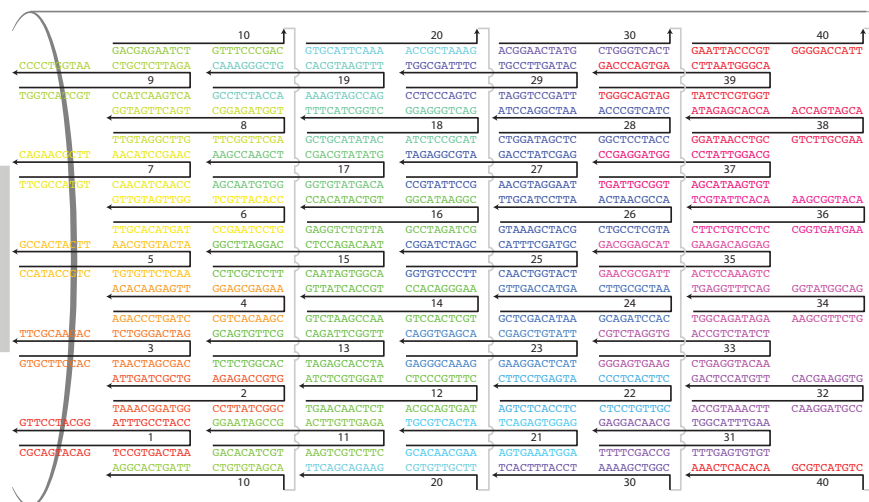 10 20 30 40
GACGAGAATCT GTTTCCCGAC GTGCATTCAAA ACCGCTAAAG ACGGAACTATG CTGGGTCACT GAATTACCCGT GGGGACCATT
CCCCTGGTAA CTGCTCTTAGA CAAAGGGCTG CACGTAAGTTT TGGCGATTTC TGCCTTGATAC GACCCAGTGA CTTAATGGGCA
9 19 29 39
TGGTCATCGT CCATCAAGTCA GCCTCTACCA AAAGTAGCCAG CCTCCCAGTC TAGGTCCGATT TGGGCAGTAG TATCTCGTGGT
GGTAGTTCAGT CGGAGATGGT TTTCATCGGTC GGAGGGTCAG ATCCAGGCTAA ACCCGTCATC ATAGAGCACCA ACCAGTAGCA
8 18 28 38
TTGTAGGCTTG TTCGGTTCGA GCTGCATATAC ATCTCCGCAT CTGGATAGCTC GGCTCCTACC GGATAACCTGC GTCTTGCGAA
CAGAACGCTT AACATCCGAAC AAGCCAAGCT CGACGTATATG TAGAGGCGTA GACCTATCGAG CCGAGGATGG CCTATTGGACG
7 17 27 37
TTCGCCATGT CAACATCAACC AGCAATGTGG GGTGTATGACA CCGTATTCCG AACGTAGGAAT TGATTGCGGT AGCATAAGTGT
GTTGTAGTTGG TCGTTACACC CCACATACTGT GGCATAAGGC TTGCATCCTTA ACTAACGCCA TCGTATTCACA AAGCGGTACA
6 16 26 36
TTGCACATGAT CCGAATCCTG GAGGTCTGTTA GCCTAGATCG GTAAAGCTACG CTGCCTCGTA CTTCTGTCCTC CGGTGATGAA
GCCACTACTT AACGTGTACTA GGCTTAGGAC CTCCAGACAAT CGGATCTAGC CATTTCGATGC GACGGAGCAT GAAGACAGGAG
5 15 25 35
CCATACCGTC TGTGTTCTCAA CCTCGCTCTT CAATAGTGGCA GGTGTCCCTT CAACTGGTACT GAACGCGATT ACTCCAAAGTC
ACACAAGAGTT GGAGCGAGAA GTTATCACCGT CCACAGGGAA GTTGACCATGA CTTGCGCTAA TGAGGTTTCAG GGTATGGCAG
4 14 24 34
AGACCCTGATC CGTCACAAGC GTCTAAGCCAA GTCCACTCGT GCTCGACATAA GCAGATCCAC TGGCAGATAGA AAGCGTTCTG
TTCGCAAGAC TCTGGGACTAG GCAGTGTTCG CAGATTCGGTT CAGGTGAGCA CGAGCTGTATT CGTCTAGGTG ACCGTCTATCT
3 13 23 33
GTGCTTCCAC TAACTAGCGAC TCTCTGGCAC TAGAGCACCTA GAGGGCAAAG GAAGGACTCAT GGGAGTGAAG CTGAGGTACAA
ATTGATCGCTG AGAGACCGTG ATCTCGTGGAT CTCCCGTTTC CTTCCTGAGTA CCCTCACTTC GACTCCATGTT CACGAAGGTG
2 12 22 32
TAAACGGATGG CCTTATCGGC TGAACAACTCT ACGCAGTGAT AGTCTCACCTC CTCCTGTTGC ACCGTAAACTT CAAGGATGCC
GTTCCTACGG ATTTGCCTACC GGAATAGCCG ACTTGTTGAGA TGCGTCACTA TCAGAGTGGAG GAGGACAACG TGGCATTTGAA
1 11 21 31
CGCAGTACAG TCCGTGACTAA GACACATCGT AAGTCGTCTTC GCACAACGAA AGTGAAATGGA TTTTCGACCG TTTGAGTGTGT
AGGCACTGATT CTGTGTAGCA TTCAGCAGAAG CGTGTTGCTT TCACTTTACCT AAAAGCTGGC AAACTCACACA GCGTCATGTC
10 20 30 40